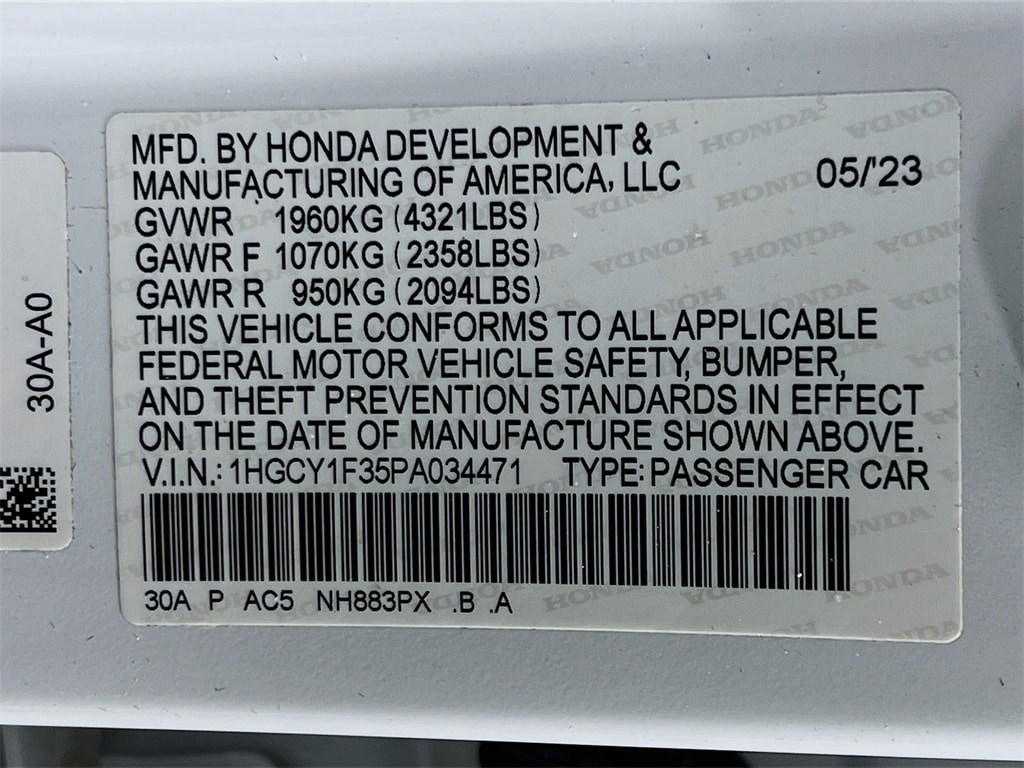 MFD. BY HONDA DEVELOPMENT &
MANUFACTURING OF AMERICA, LLC 05/'23
GVWR 1960KG (4321LBS)
GAWR F 1070KG (2358LBS)
GAWR R 950KG (2094LBS)
THIS VEHICLE CONFORMS TO ALL APPLICABLE
FEDERAL MOTOR VEHICLE SAFETY, BUMPER,
AND THEFT PREVENTION STANDARDS IN EFFECT
ON THE DATE OF MANUFACTURE SHOWN ABOVE.
V.I.N.: 1HGCY1F35PA034471 TYPE: PASSENGER CAR
30A P AC5 NH883PX .B .A
30A-A0